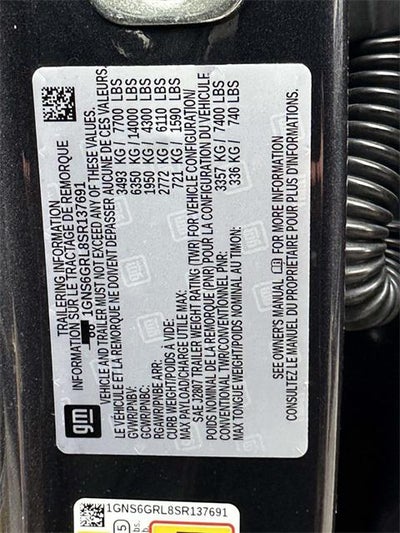 TRAILERING INFORMATION
INFORMATION SUR LE TRACTAGE DE REMORQUE
1GNS6GRL8SR137691
VEHICLE AND TRAILER MUST NOT EXCEED ANY OF THESE VALUES.
LE VÉHICULE ET LA REMORQUE NE DOIVENT DÉPASSER AUCUNE DE CES VALEURS.
GVWR/PNBV: 3493 KG / 7700 LBS
GCWR/PNBC: 6350 KG / 14000 LBS
RGAWR/PNBE ARR: 1950 KG / 4300 LBS
CURB WEIGHT/POIDS À VIDE: 2772 KG / 6110 LBS
MAX PAYLOAD/CHARGE UTILE MAX: 721 KG / 1590 LBS
SAE J2807 TRAILER WEIGHT RATING (TWR) FOR VEHICLE CONFIGURATION/
POIDS NOMINAL DE LA REMORQUE (PNR) POUR LA CONFIGURATION DU VÉHICULE
CONVENTIONAL TWR/CONVENTIONNEL PNR: 3357 KG / 7400 LBS
MAX TONGUE WEIGHT/POIDS NOMINAL AU TIMON: 336 KG / 740 LBS
SEE OWNER'S MANUAL FOR MORE INFORMATION
CONSULTEZ LE MANUEL DU PROPRIÉTAIRE POUR PLUS D'INFORMATION
gm
1GNS6GRL8SR137691